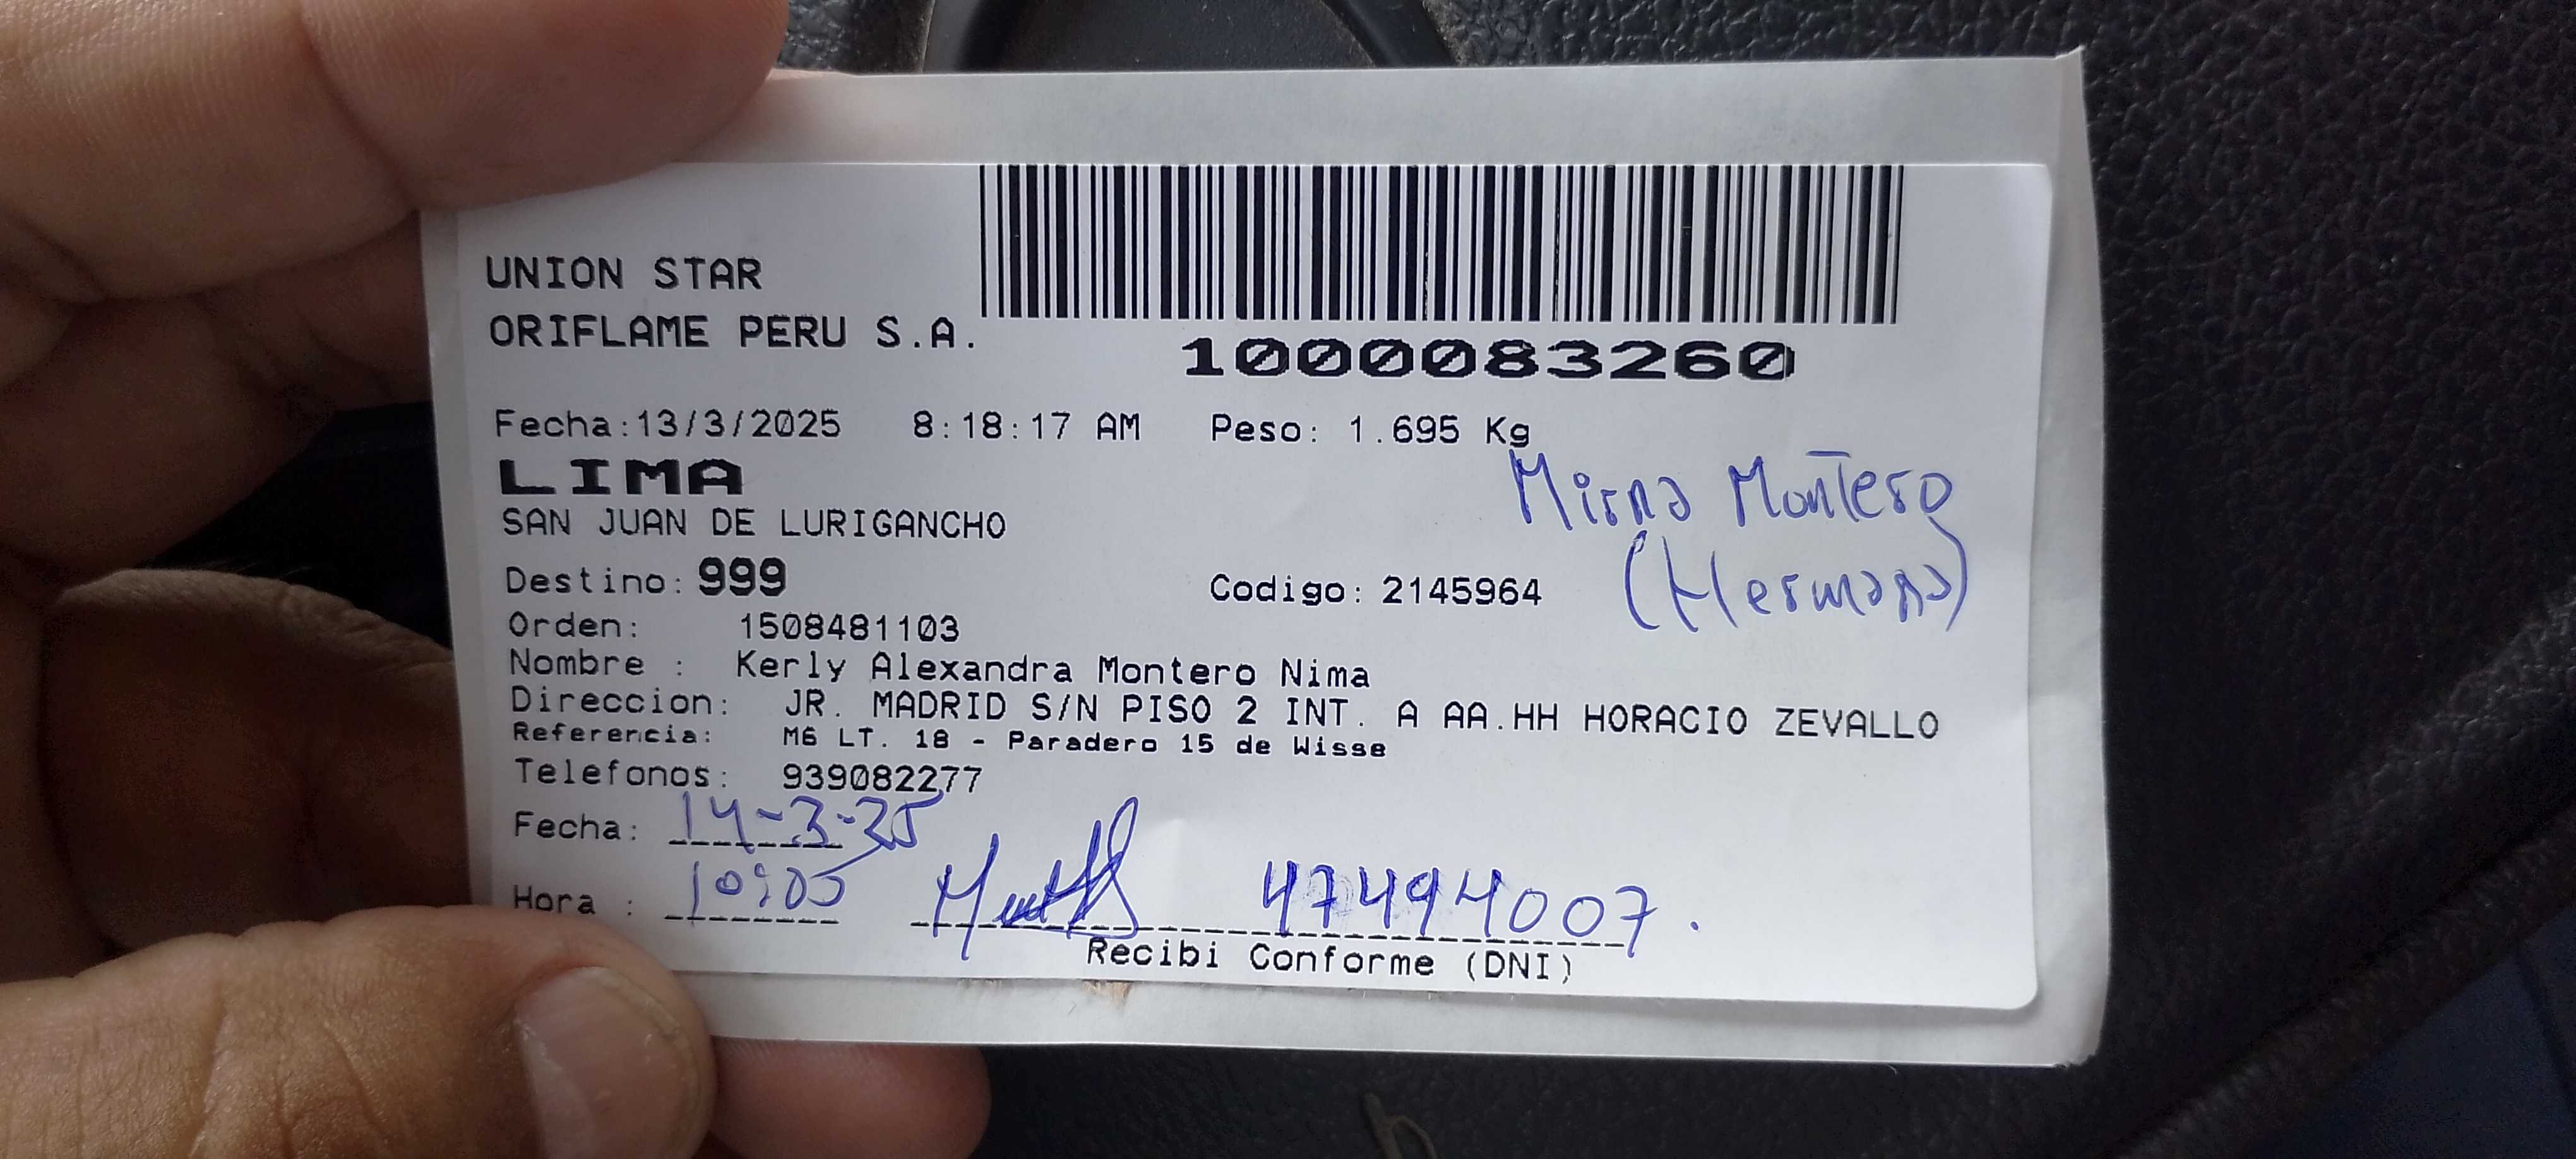 UNION STAR
ORIFLAME PERU S.A.
1000083260
Fecha:13/3/2025 8:18:17 AM Peso: 1.695 Kg
LIMA
Mirna Montero
SAN JUAN DE LURIGANCHO
(Hermana)
Destino: 999 Codigo: 2145964
Orden: 1508481103
Nombre : Kerly Alexandra Montero Nima
Direccion: JR. MADRID S/N PISO 2 INT. A AA.HH HORACIO ZEVALLO
Referencia: M6 LT. 18 - Paradero 15 de Wisse
Telefonos: 939082277
Fecha: 14-3-25
Hora : 10:05 47494007.
Recibi Conforme (DNI)